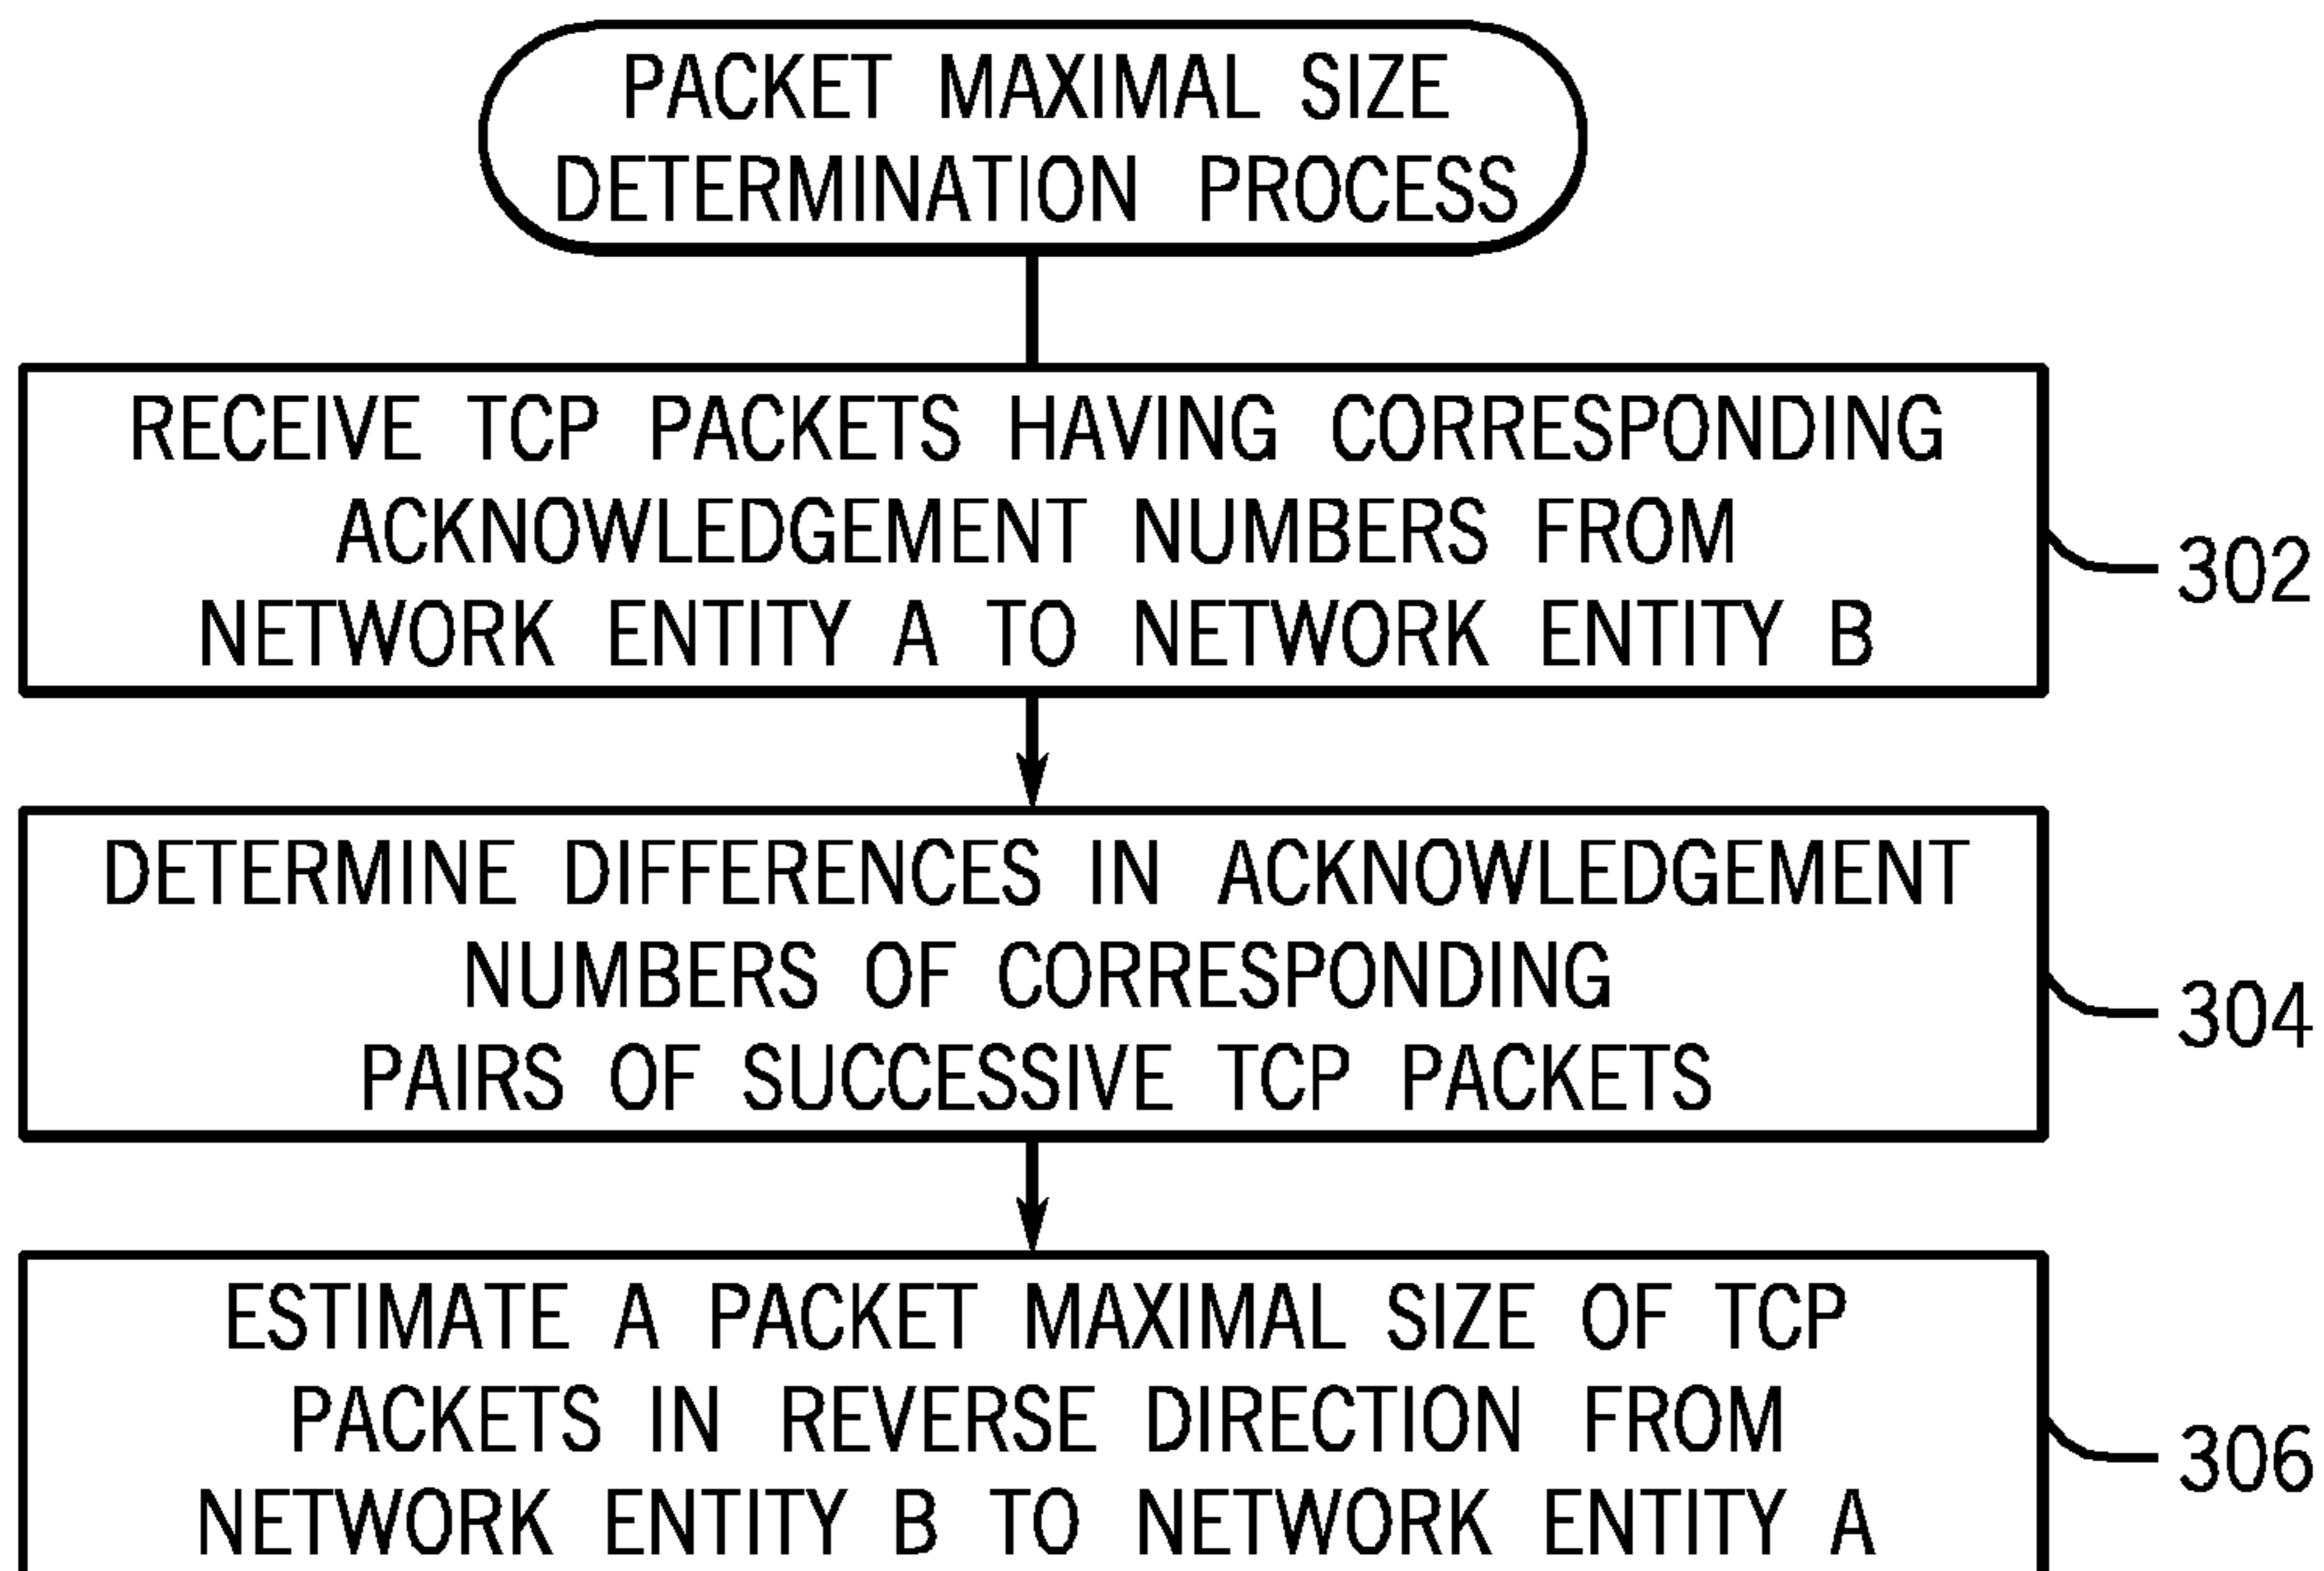 PACKET MAXIMAL SIZE
DETERMINATION PROCESS
RECEIVE TCP PACKETS HAVING CORRESPONDING
ACKNOWLEDGEMENT NUMBERS FROM
NETWORK ENTITY A TO NETWORK ENTITY B
302
DETERMINE DIFFERENCES IN ACKNOWLEDGEMENT
NUMBERS OF CORRESPONDING
PAIRS OF SUCCESSIVE TCP PACKETS
304
ESTIMATE A PACKET MAXIMAL SIZE OF TCP
PACKETS IN REVERSE DIRECTION FROM
NETWORK ENTITY B TO NETWORK ENTITY A
306